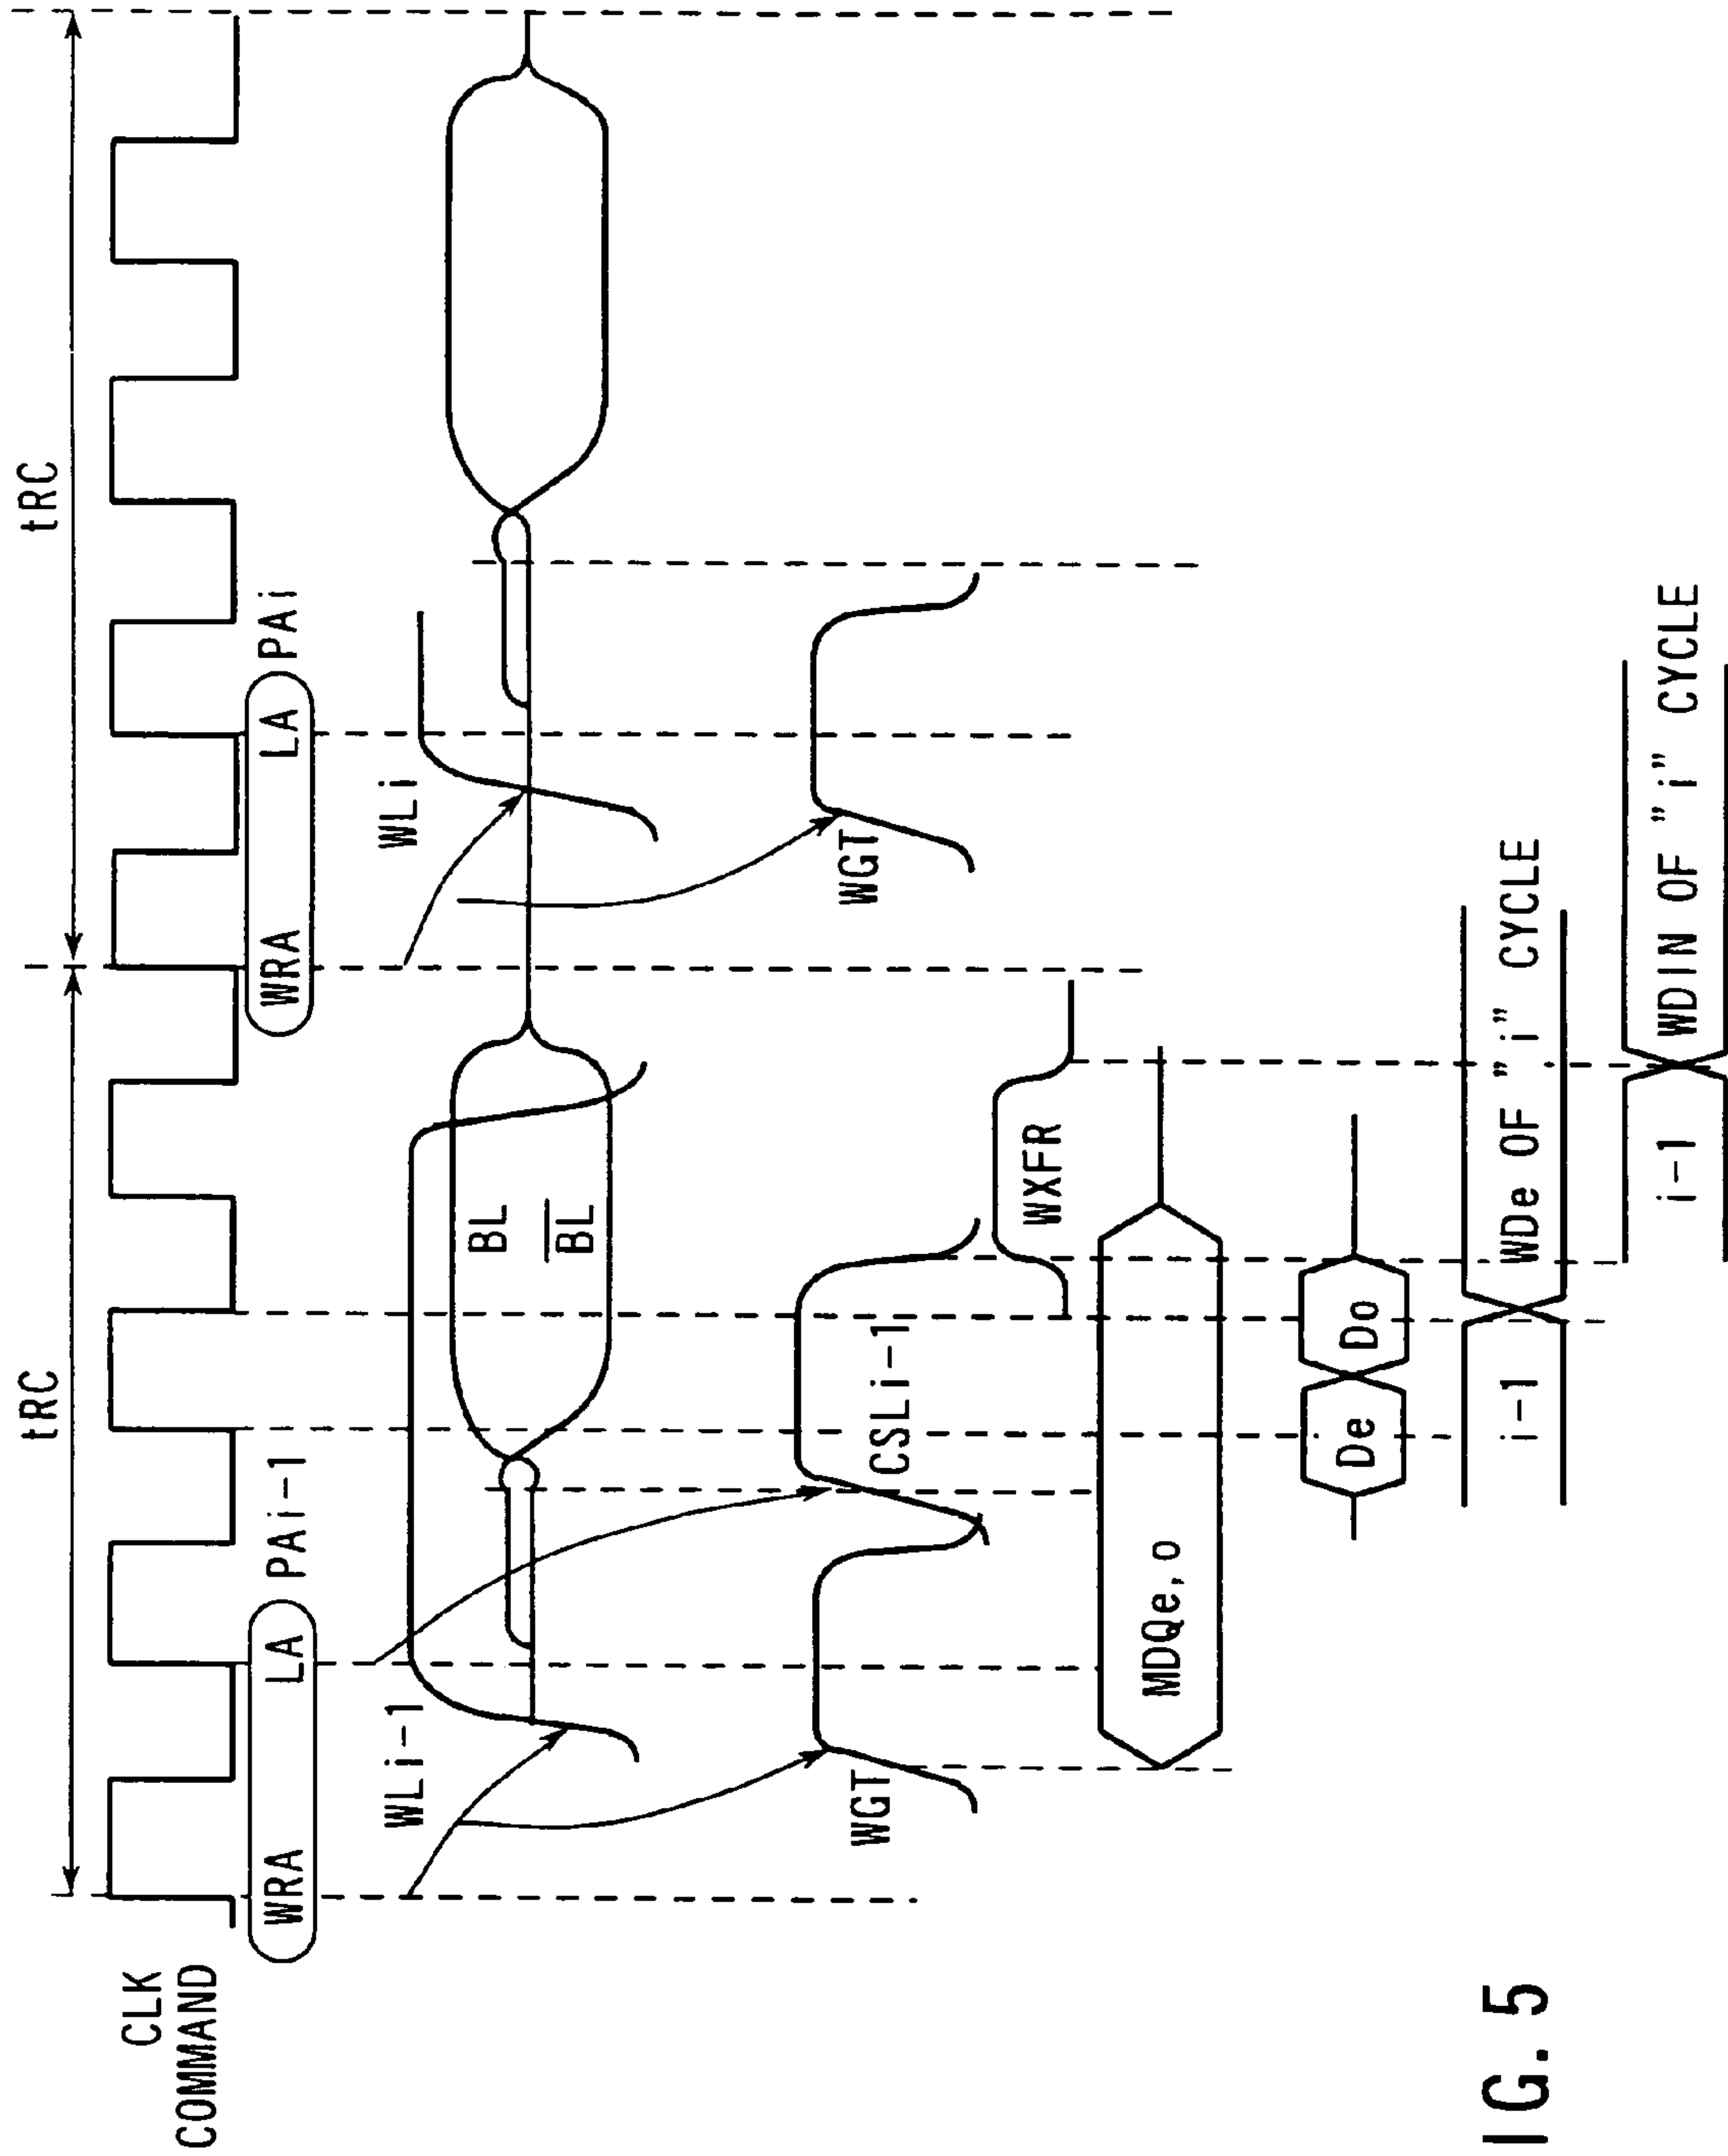 tRC
tRC
CLK
COMMAND
WRA LA PAi-1
WRA LA PAi
WLi-1
WLi
BL
BL
WGT
CSLi-1
WGT
WXFR
MDQe,o
De Do
i-1 WDe OF "i" CYCLE
i-1 WDIN OF "i" CYCLE
IG. 5